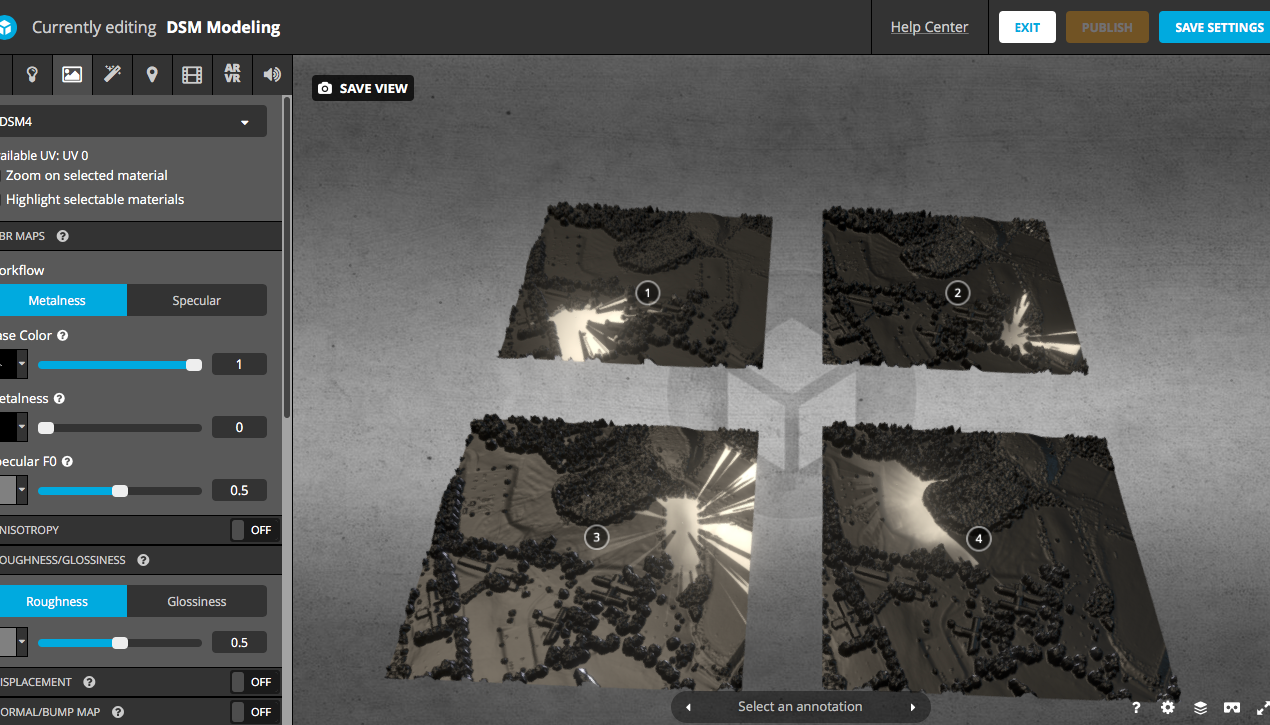 Currently editing DSM Modeling
Help Center
EXIT
PUBLISH
SAVE SETTINGS
AR
VR
SAVE VIEW
DSM4
ailable UV: UV 0
Zoom on selected material
Highlight selectable materials
BR MAPS ?
orkflow
Metalness Specular
ase Color ?
1
etalness ?
0
ecular F0 ?
0.5
NISOTROPY OFF
OUGHNESS/GLOSSINESS ?
Roughness Glossiness
0.5
ISPLACEMENT ? OFF
ORMAL/BUMP MAP ? OFF
1
2
3
4
Select an annotation
?